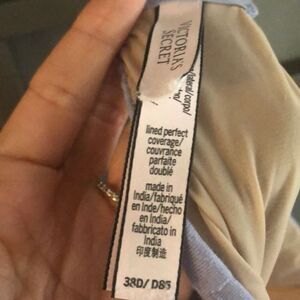 VICTORIA'S
SECRET
lined perfect
coverage/
couvrance
parfaite
doublé
made in
India/fabriqué
en Inde/hecho
en India/
fabbricato in
India
印度制造
38D/ D85